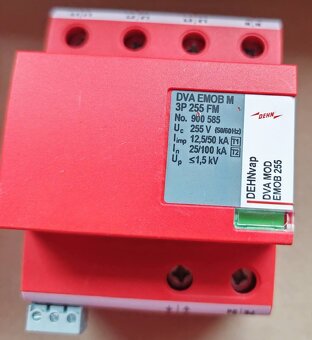 DVA EMOB M
3P 255 FM
No. 900 585
Uc 255 V (50/60Hz)
Iimp 12,5/50 kA T1
In 25/100 kA T2
Up ≤1,5 kV
DEHN
DEHNvap
DVA MOD
EMOB 255